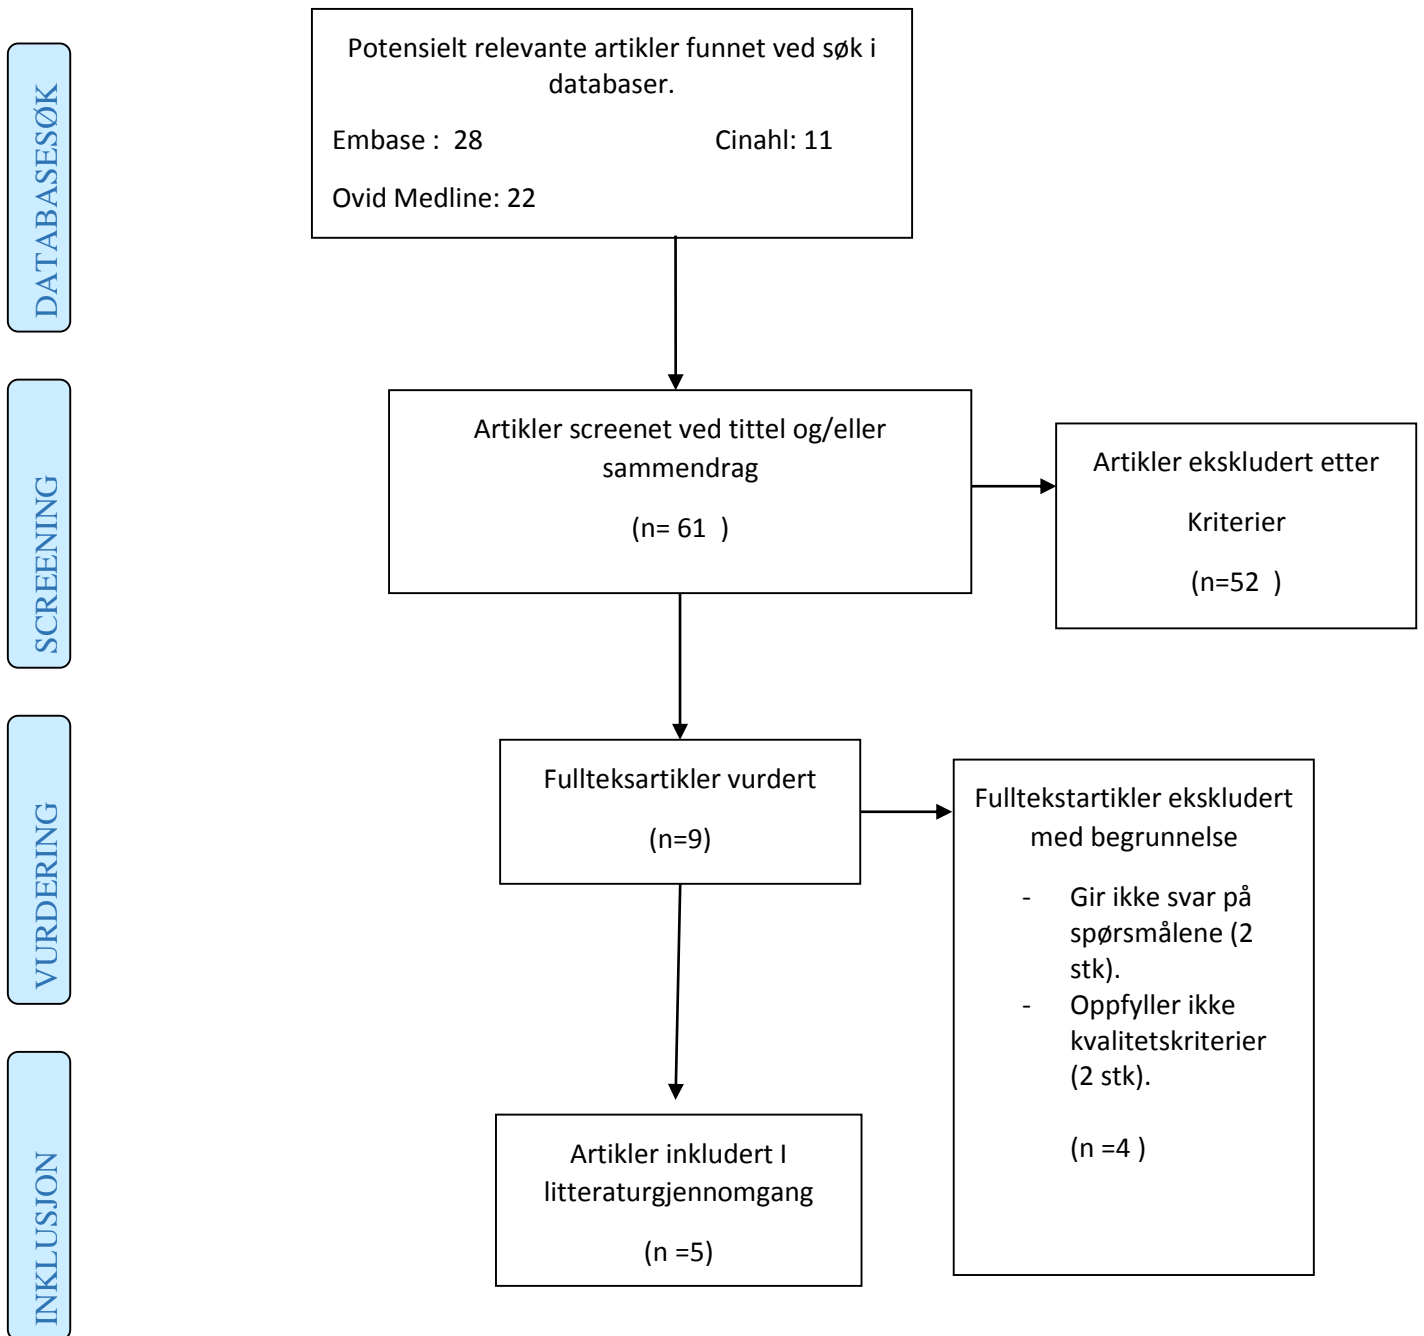 DATABASESØK
Potensielt relevante artikler funnet ved søk i
databaser.
Embase :  28
Cinahl: 11
Ovid Medline: 22
SCREENING
Artikler screenet ved tittel og/eller
sammendrag
(n= 61  )
Artikler ekskludert etter
Kriterier
(n=52  )
VURDERING
Fullteksartikler vurdert
(n=9)
Fulltekstartikler ekskludert
med begrunnelse
- Gir ikke svar på
spørsmålene (2
stk).
- Oppfyller ikke
kvalitetskriterier
(2 stk).
(n =4 )
INKLUSJON
Artikler inkludert I
litteraturgjennomgang
(n =5)